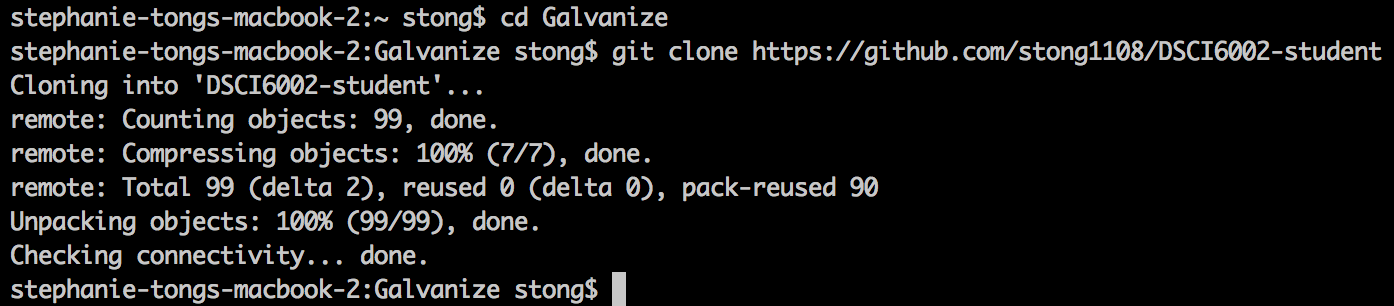 stephanie-tongs-macbook-2:~ stong$ cd Galvanize
stephanie-tongs-macbook-2:Galvanize stong$ git clone https://github.com/stong1108/DSCI6002-student
Cloning into 'DSCI6002-student'...
remote: Counting objects: 99, done.
remote: Compressing objects: 100% (7/7), done.
remote: Total 99 (delta 2), reused 0 (delta 0), pack-reused 90
Unpacking objects: 100% (99/99), done.
Checking connectivity... done.
stephanie-tongs-macbook-2:Galvanize stong$